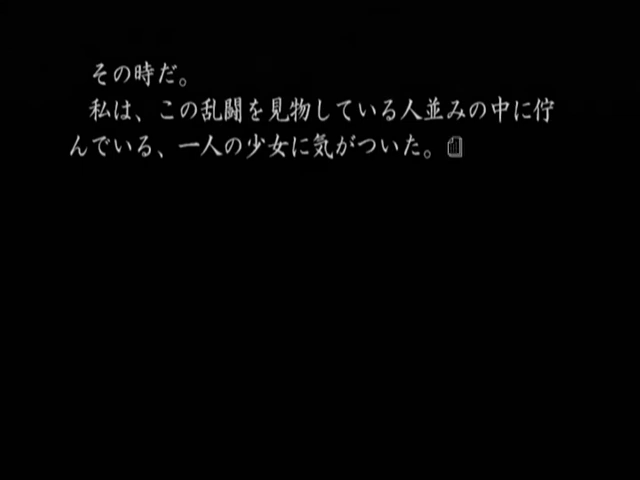 その時だ。
私は、この乱闘を見物している人並みの中に佇
んでいる、一人の少女に気がついた。